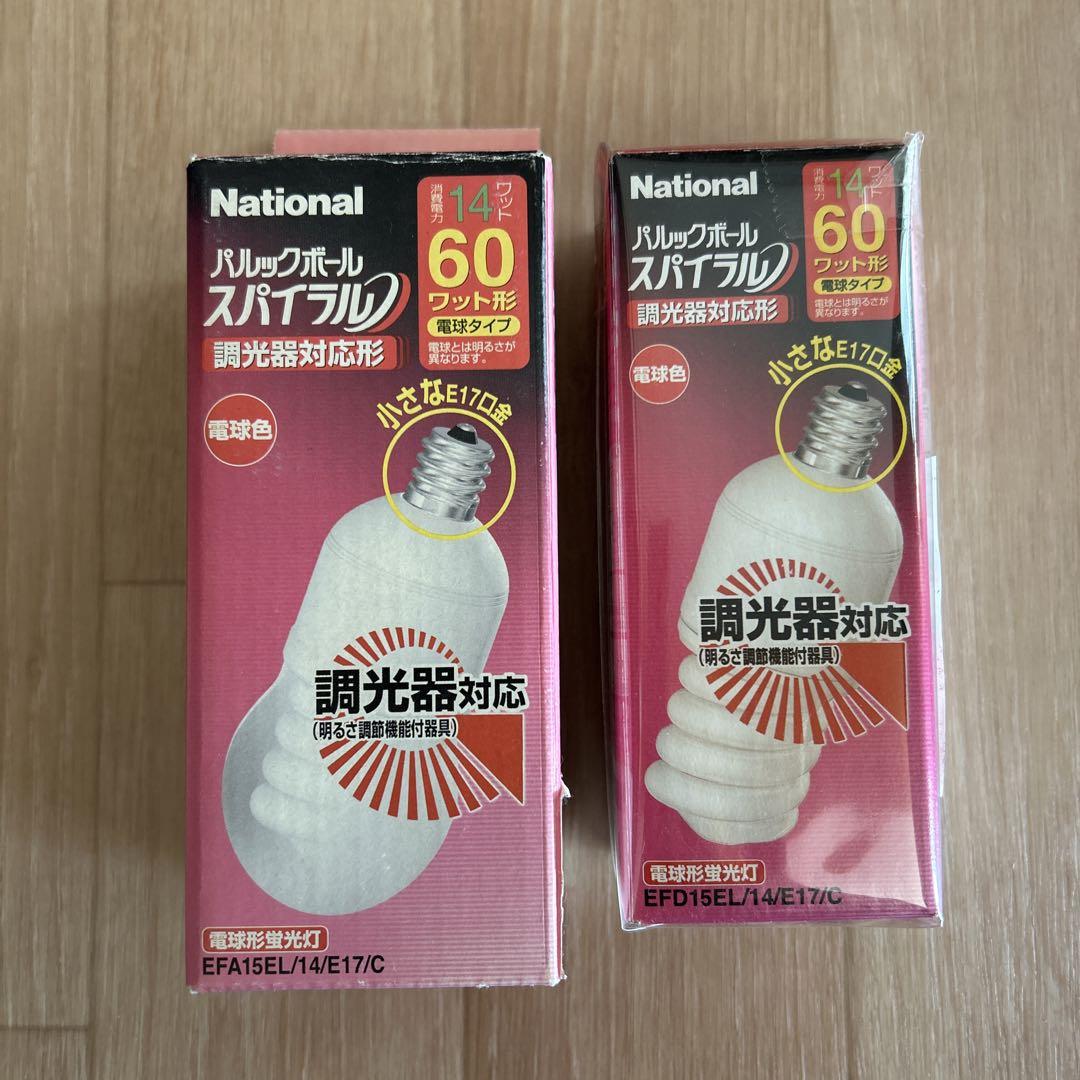 National
パルックボール
スパイラル
調光器対応形
消費電力
14
ワット
60
ワット形
電球タイプ
電球とは明るさが
異なります。
電球色
小さなE17口金
調光器対応
(明るさ調節機能付器具)
電球形蛍光灯
EFA15EL/14/E17/C
National
パルックボール
スパイラル
調光器対応形
消費電力
14
ワット
60
ワット形
電球タイプ
電球とは明るさが
異なります。
電球色
小さなE17口金
調光器対応
(明るさ調節機能付器具)
電球形蛍光灯
EFD15EL/14/E17/C